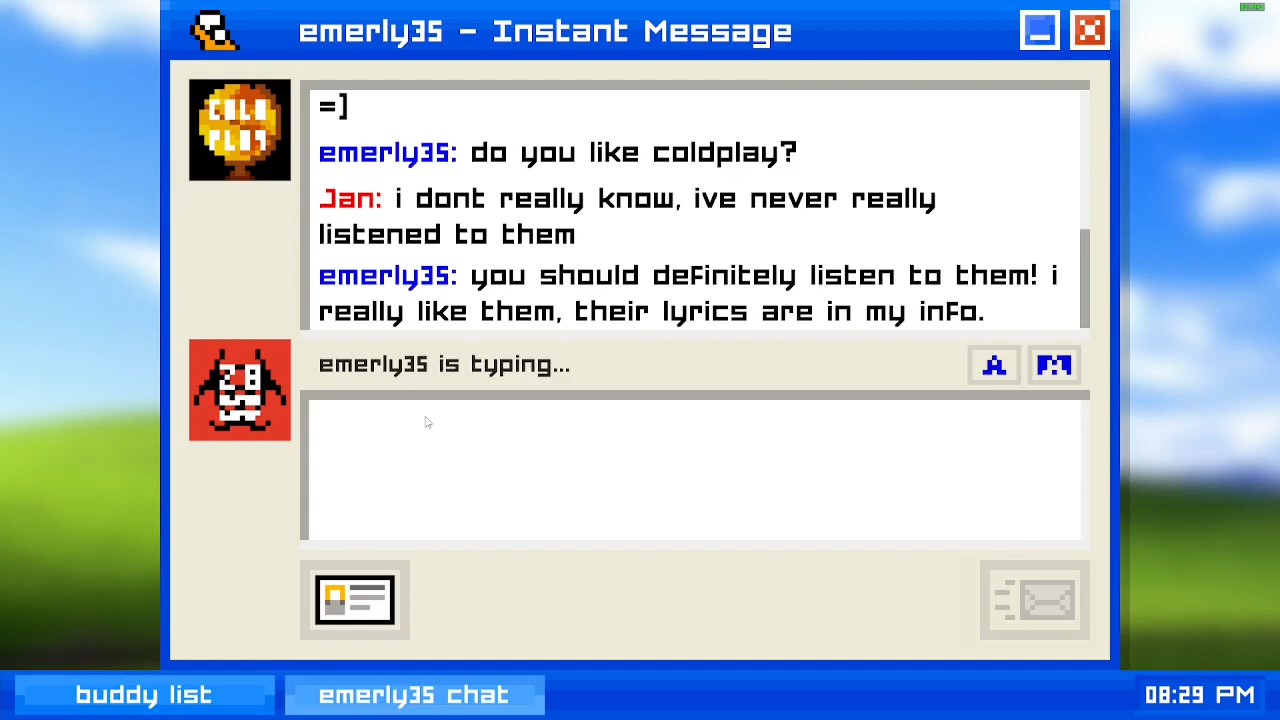 emerly35 - Instant Message
COLD
PLAY
=]
emerly35: do you like coldplay?
Jan: i dont really know, ive never really
listened to them
emerly35: you should definitely listen to them! i
really like them, their lyrics are in my info.
emerly35 is typing...
A
buddy list
emerly35 chat
08:29 PM